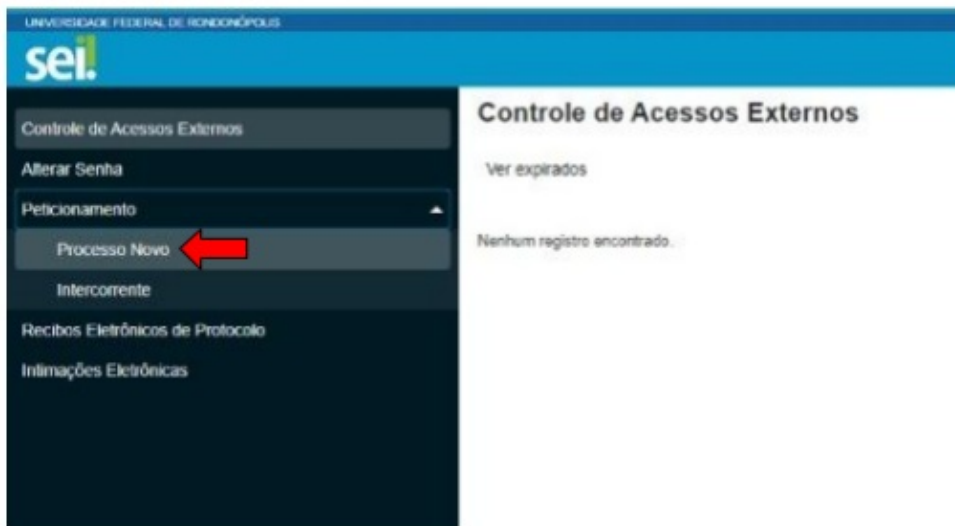 UNIVERSIDADE FEDERAL DE RONDONÓPOLIS
sei!
Controle de Acessos Externos
Alterar Senha
Peticionamento
Processo Novo
Intercorrente
Recibos Eletrônicos de Protocolo
Intimações Eletrônicas
Controle de Acessos Externos
Ver expirados
Nenhum registro encontrado.